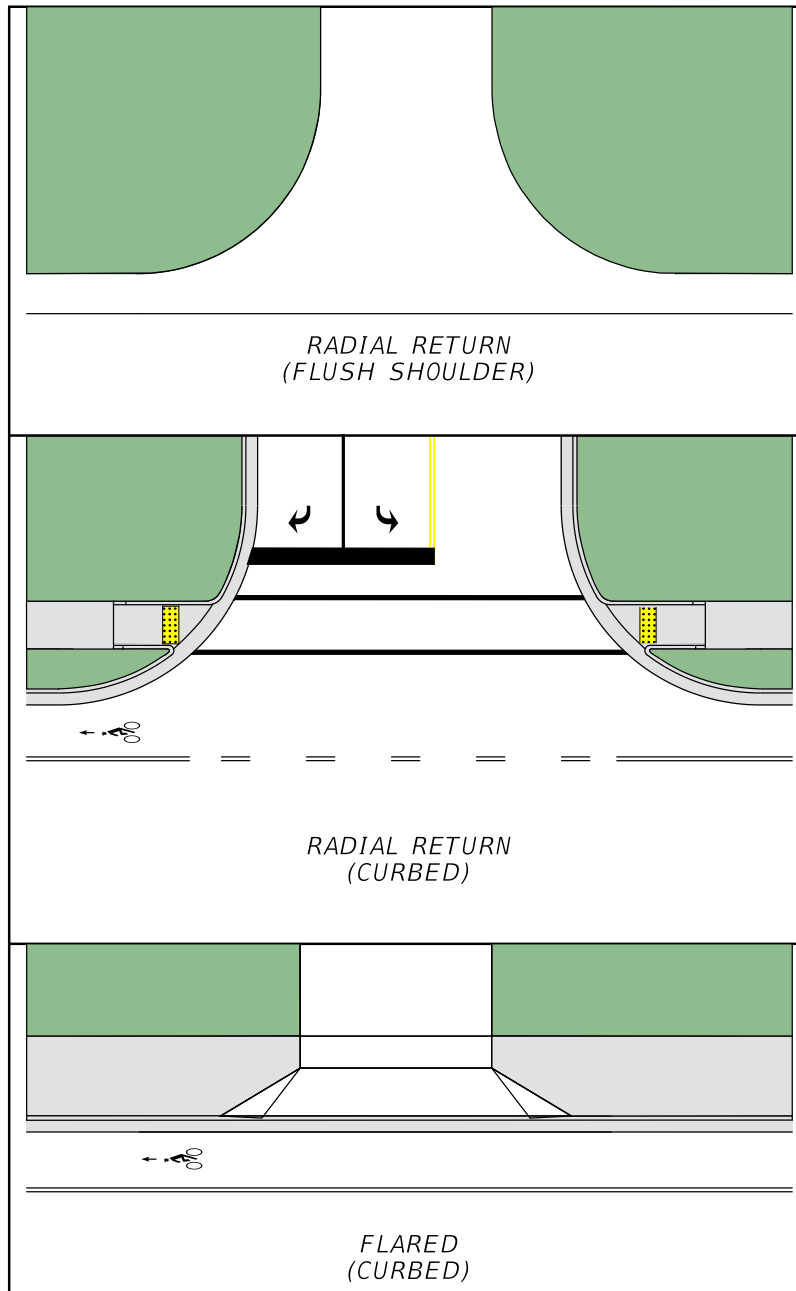 RADIAL RETURN
(FLUSH SHOULDER)
RADIAL RETURN
(CURBED)
FLARED
(CURBED)